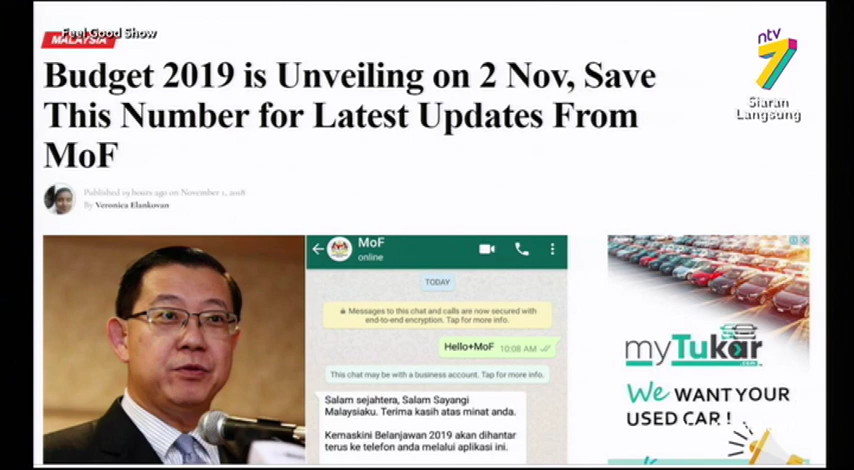 Feel Good Show
MALAYSIA
ntv
7
Siaran
Langsung
Budget 2019 is Unveiling on 2 Nov, Save
This Number for Latest Updates From
MoF
Published 19 hours ago on November 1, 2018
By Veronica Elankovan
MoF
online
TODAY
Messages to this chat and calls are now secured with
end-to-end encryption. Tap for more info.
Hello+MoF 10:08 AM
This chat may be with a business account. Tap for more info.
Salam sejahtera, Salam Sayangi
Malaysiaku. Terima kasih atas minat anda.
Kemaskini Belanjawan 2019 akan dihantar
terus ke telefon anda melalui aplikasi ini.
myTukar
.com
We WANT YOUR
USED CAR !